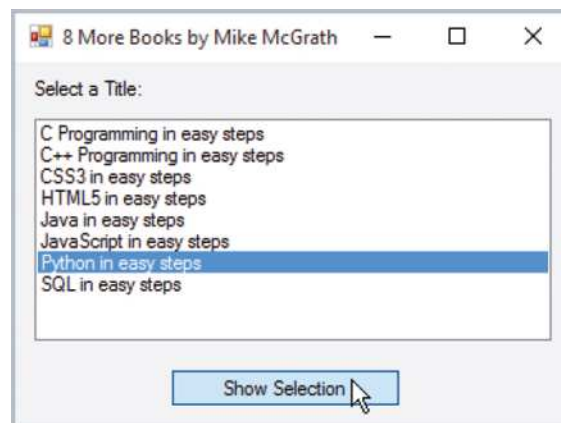 8 More Books by Mike McGrath
Select a Title:
C Programming in easy steps
C++ Programming in easy steps
CSS3 in easy steps
HTML5 in easy steps
Java in easy steps
JavaScript in easy steps
Python in easy steps
SQL in easy steps
Show Selection